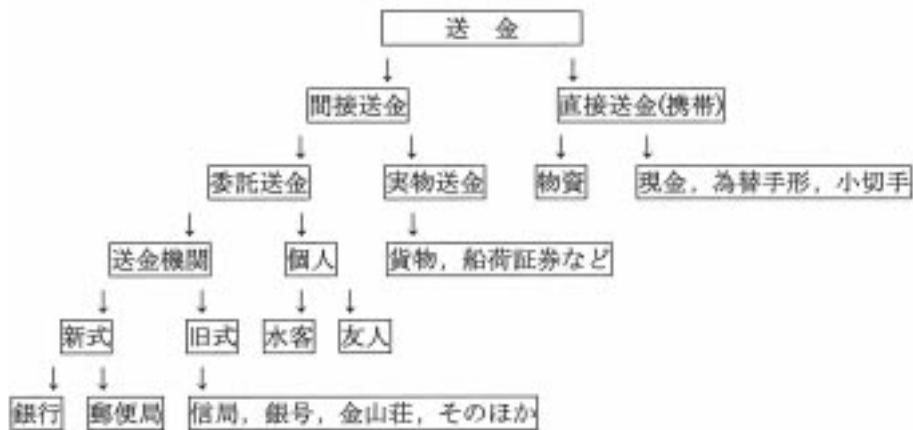 送 金
間接送金 直接送金(携帯)
委託送金 実物送金 物資 現金，為替手形，小切手
送金機関 個人 貨物，船荷証券など
新式 旧式 水客 友人
銀行 郵便局 信局，銀号，金山荘，そのほか